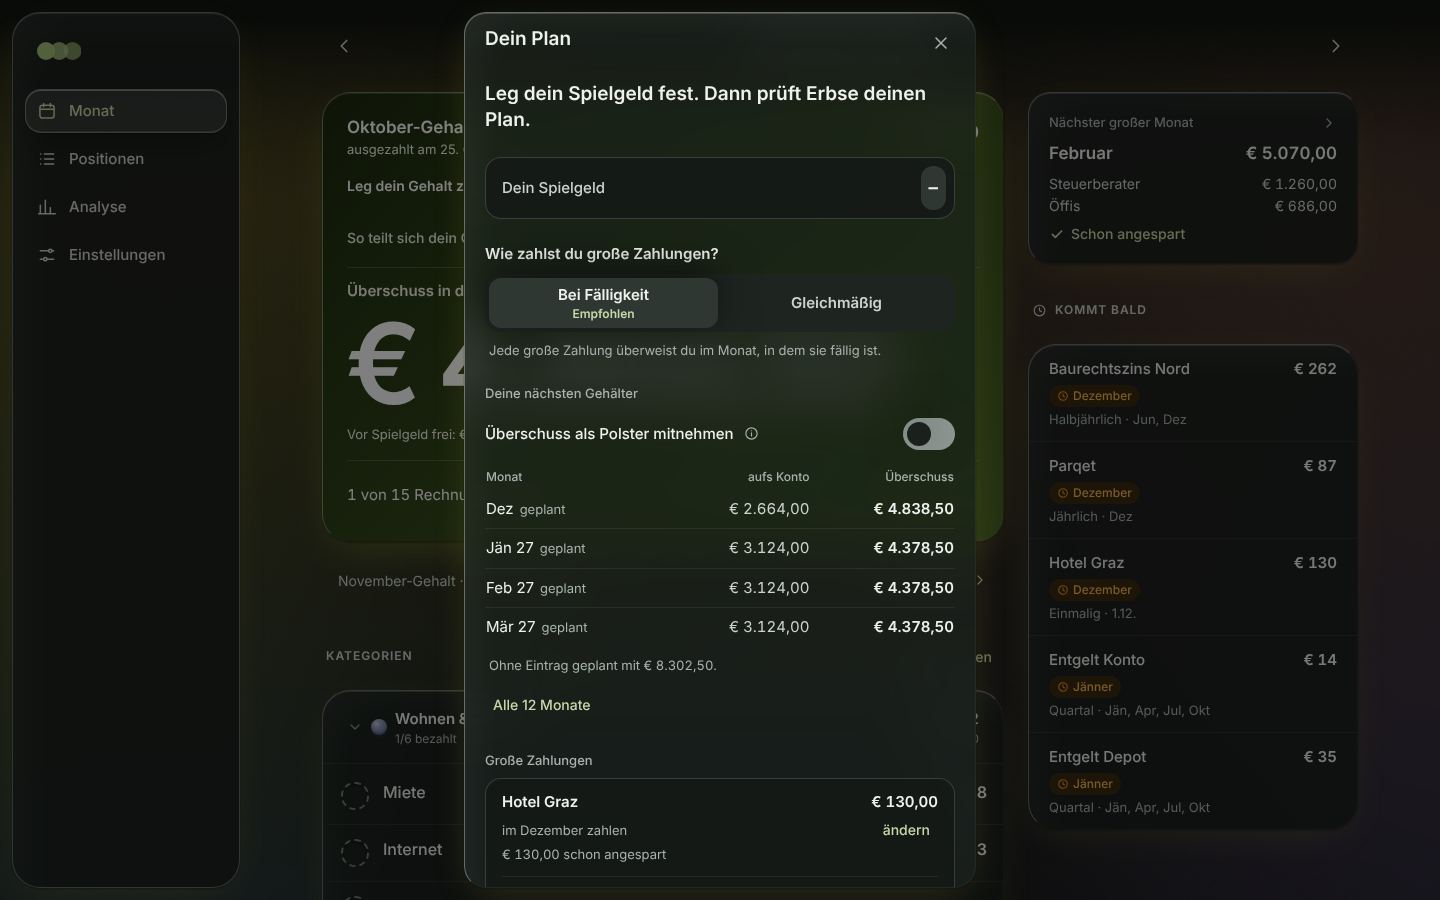 Monat
Positionen
Analyse
Einstellungen
Oktober-Geha
ausgezahlt am 25.
Leg dein Gehalt z
So teilt sich dein
Überschuss in d
€ 4
Vor Spielgeld frei: €
1 von 15 Rechnu
November-Gehalt ·
KATEGORIEN
en
Wohnen &
1/6 bezahlt
Miete
8
Internet
3
Dein Plan
Leg dein Spielgeld fest. Dann prüft Erbse deinen
Plan.
Dein Spielgeld
–
Wie zahlst du große Zahlungen?
Bei Fälligkeit
Empfohlen
Gleichmäßig
Jede große Zahlung überweist du im Monat, in dem sie fällig ist.
Deine nächsten Gehälter
Überschuss als Polster mitnehmen
Monat aufs Konto Überschuss
Dez geplant € 2.664,00 € 4.838,50
Jän 27 geplant € 3.124,00 € 4.378,50
Feb 27 geplant € 3.124,00 € 4.378,50
Mär 27 geplant € 3.124,00 € 4.378,50
Ohne Eintrag geplant mit € 8.302,50.
Alle 12 Monate
Große Zahlungen
Hotel Graz € 130,00
im Dezember zahlen ändern
€ 130,00 schon angespart
Nächster großer Monat
Februar € 5.070,00
Steuerberater € 1.260,00
Öffis € 686,00
Schon angespart
KOMMT BALD
Baurechtszins Nord € 262
Dezember
Halbjährlich · Jun, Dez
Parqet € 87
Dezember
Jährlich · Dez
Hotel Graz € 130
Dezember
Einmalig · 1.12.
Entgelt Konto € 14
Jänner
Quartal · Jän, Apr, Jul, Okt
Entgelt Depot € 35
Jänner
Quartal · Jän, Apr, Jul, Okt